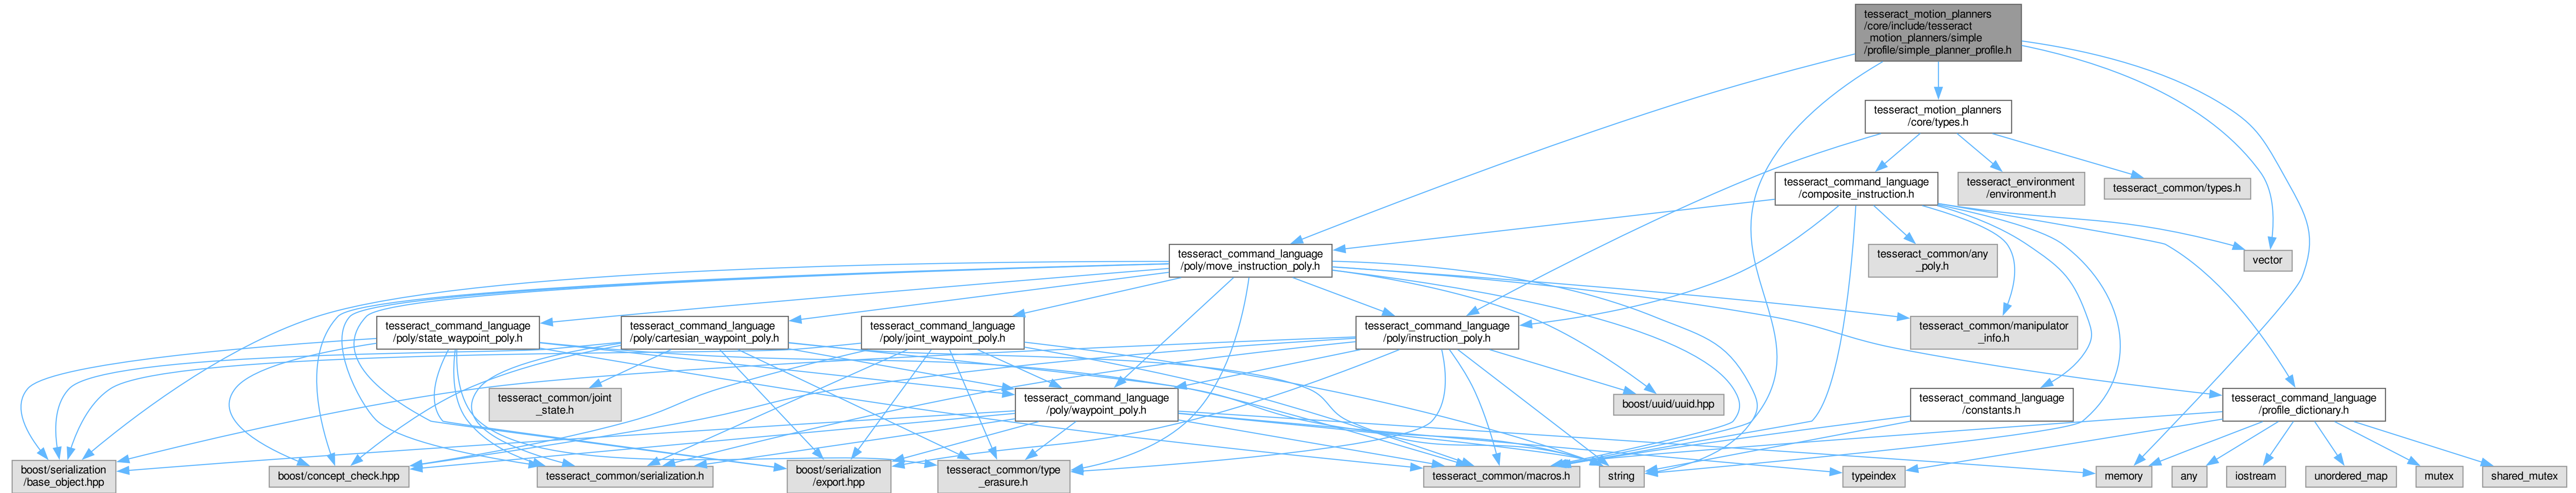 tesseract_motion_planners
/core/include/tesseract
_motion_planners/simple
/profile/simple_planner_profile.h
tesseract_motion_planners
/core/types.h
tesseract_command_language
/composite_instruction.h
tesseract_environment
/environment.h
tesseract_common/types.h
tesseract_command_language
/poly/move_instruction_poly.h
tesseract_common/any
_poly.h
vector
tesseract_command_language
/poly/state_waypoint_poly.h
tesseract_command_language
/poly/cartesian_waypoint_poly.h
tesseract_command_language
/poly/joint_waypoint_poly.h
tesseract_command_language
/poly/instruction_poly.h
tesseract_common/manipulator
_info.h
tesseract_common/joint
_state.h
tesseract_command_language
/poly/waypoint_poly.h
boost/uuid/uuid.hpp
tesseract_command_language
/constants.h
tesseract_command_language
/profile_dictionary.h
boost/serialization
/base_object.hpp
boost/concept_check.hpp
tesseract_common/serialization.h
boost/serialization
/export.hpp
tesseract_common/type
_erasure.h
tesseract_common/macros.h
string
typeindex
memory
any
iostream
unordered_map
mutex
shared_mutex